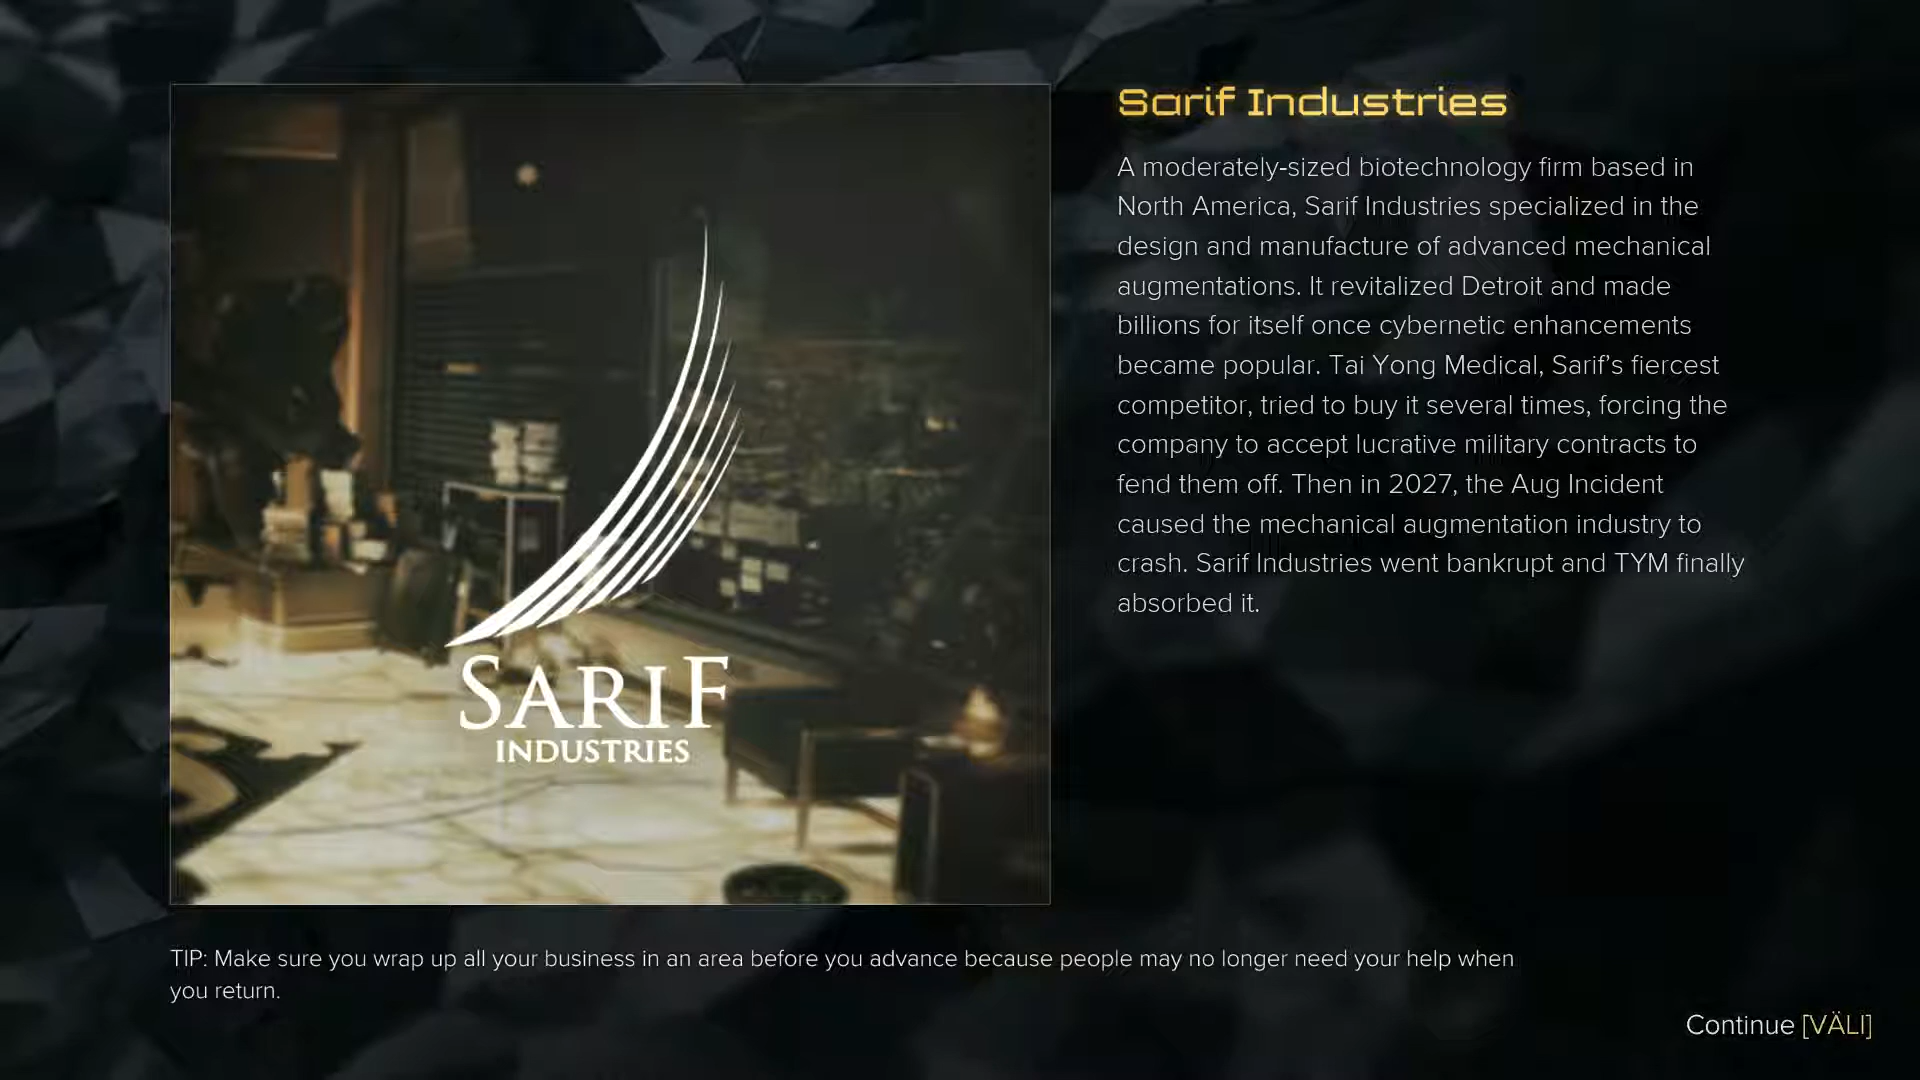 Sarif Industries
A moderately-sized biotechnology firm based in
North America, Sarif Industries specialized in the
design and manufacture of advanced mechanical
augmentations. It revitalized Detroit and made
billions for itself once cybernetic enhancements
became popular. Tai Yong Medical, Sarif’s fiercest
competitor, tried to buy it several times, forcing the
company to accept lucrative military contracts to
fend them off. Then in 2027, the Aug Incident
caused the mechanical augmentation industry to
crash. Sarif Industries went bankrupt and TYM finally
absorbed it.
SARIF
INDUSTRIES
TIP: Make sure you wrap up all your business in an area before you advance because people may no longer need your help when
you return.
Continue [VÄLI]